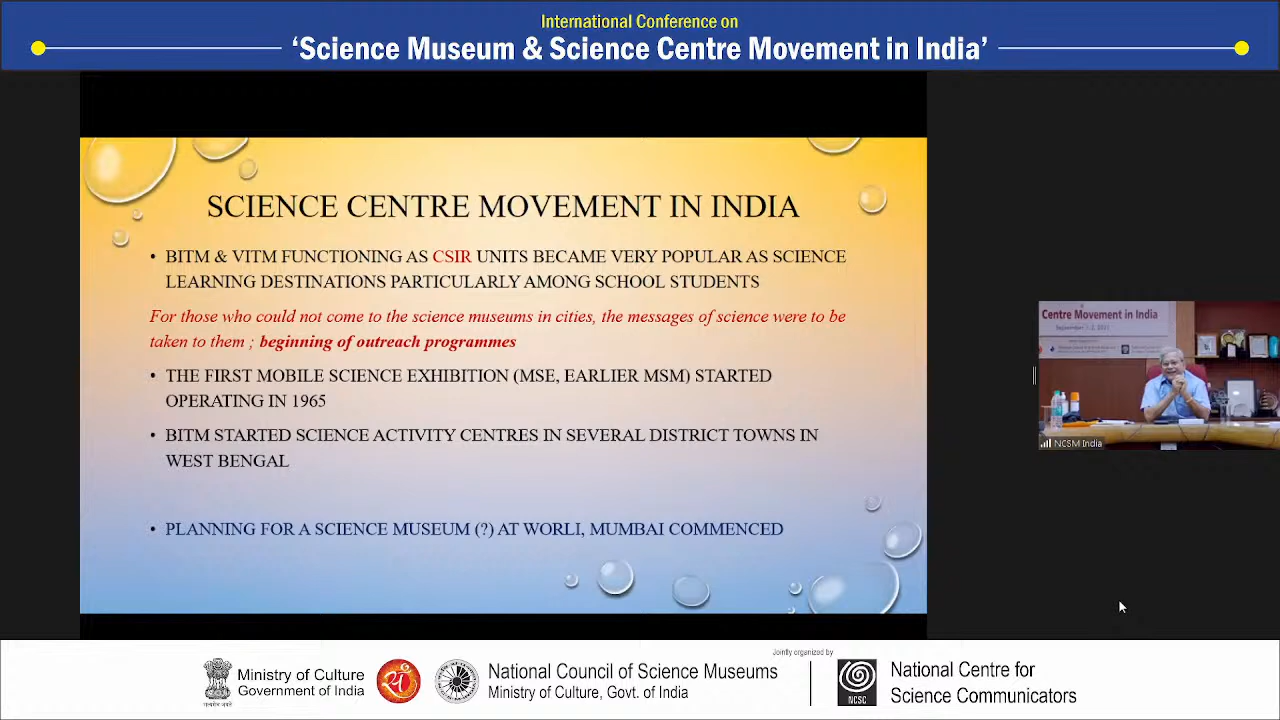 International Conference on
‘Science Museum & Science Centre Movement in India’
SCIENCE CENTRE MOVEMENT IN INDIA
• BITM & VITM FUNCTIONING AS CSIR UNITS BECAME VERY POPULAR AS SCIENCE
LEARNING DESTINATIONS PARTICULARLY AMONG SCHOOL STUDENTS
For those who could not come to the science museums in cities, the messages of science were to be
taken to them ; beginning of outreach programmes
• THE FIRST MOBILE SCIENCE EXHIBITION (MSE, EARLIER MSM) STARTED
OPERATING IN 1965
• BITM STARTED SCIENCE ACTIVITY CENTRES IN SEVERAL DISTRICT TOWNS IN
WEST BENGAL
• PLANNING FOR A SCIENCE MUSEUM (?) AT WORLI, MUMBAI COMMENCED
Centre Movement in India
NCSM India
Jointly organized by
Ministry of Culture
Government of India
National Council of Science Museums
Ministry of Culture, Govt. of India
NCSC
National Centre for
Science Communicators